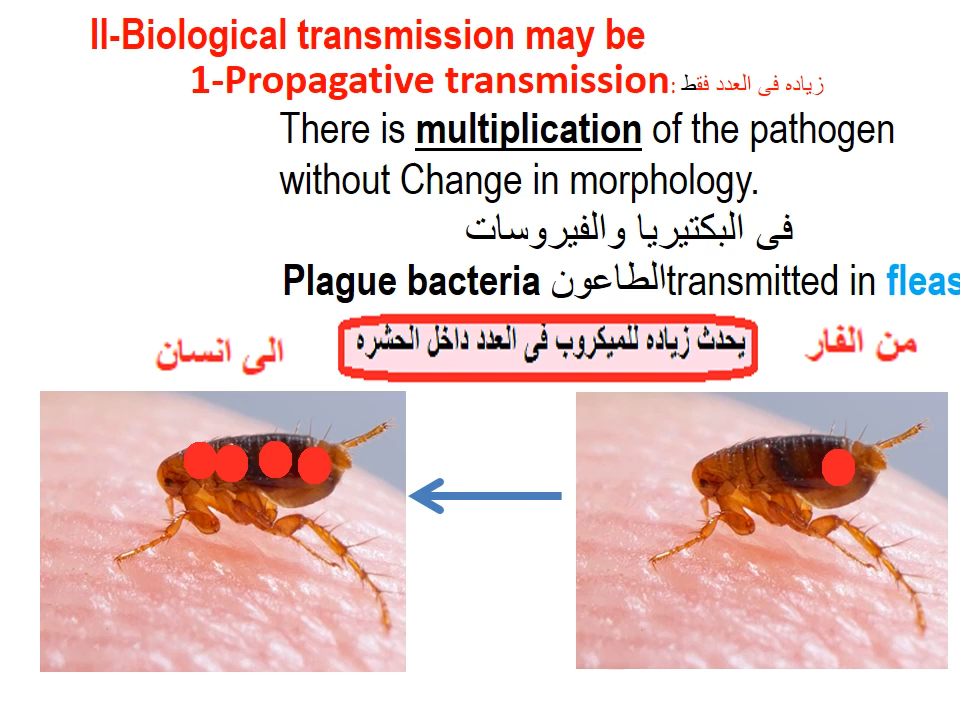 II-Biological transmission may be
1-Propagative transmission: زياده فى العدد فقط
There is multiplication of the pathogen
without Change in morphology.
فى البكتيريا والفيروسات
Plague bacteria الطاعونtransmitted in fleas
من الفار
يحدث زياده للميكروب فى العدد داخل الحشره
الى انسان